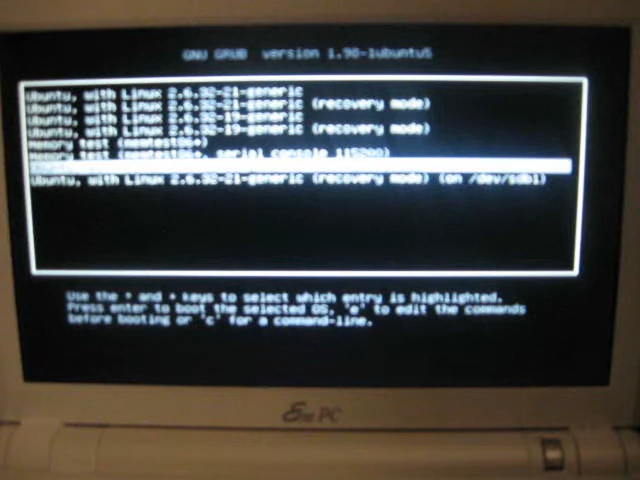 GNU GRUB version 1.98-1ubuntu5
Ubuntu, with Linux 2.6.32-21-generic
Ubuntu, with Linux 2.6.32-21-generic (recovery mode)
Ubuntu, with Linux 2.6.32-19-generic
Ubuntu, with Linux 2.6.32-19-generic (recovery mode)
Memory test (memtest86+)
Memory test (memtest86+, serial console 115200)
Ubuntu, with Linux 2.6.32-21-generic (recovery mode) (on /dev/sdb1)
Use the and keys to select which entry is highlighted.
Press enter to boot the selected OS, 'e' to edit the commands
before booting or 'c' for a command-line.
Eee PC